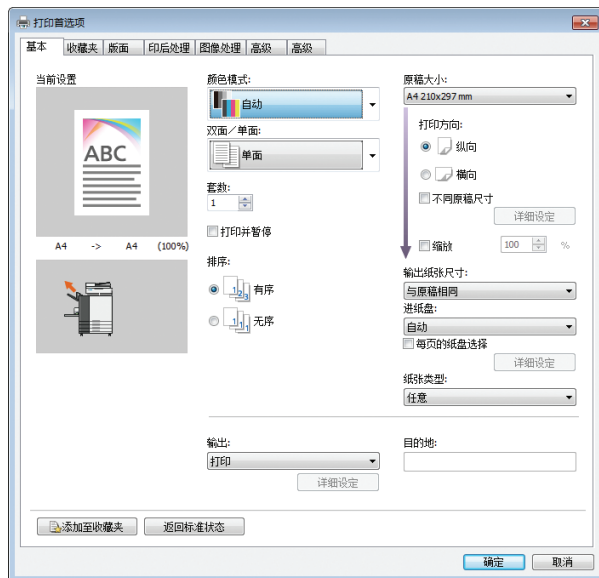 打印首选项
基本 收藏夹 版面 印后处理 图像处理 高级 高级
当前设置
ABC
A4 -> A4 (100%)
颜色模式:
自动
双面／单面:
单面
套数:
1
打印并暂停
排序:
1 2 3 有序
1 1 1 无序
原稿大小:
A4 210x297 mm
打印方向:
纵向
横向
不同原稿尺寸
详细设定
缩放 100 %
输出纸张尺寸:
与原稿相同
进纸盘:
自动
每页的纸盘选择
详细设定
纸张类型:
任意
输出:
打印
详细设定
目的地:
添加至收藏夹 返回标准状态
确定 取消